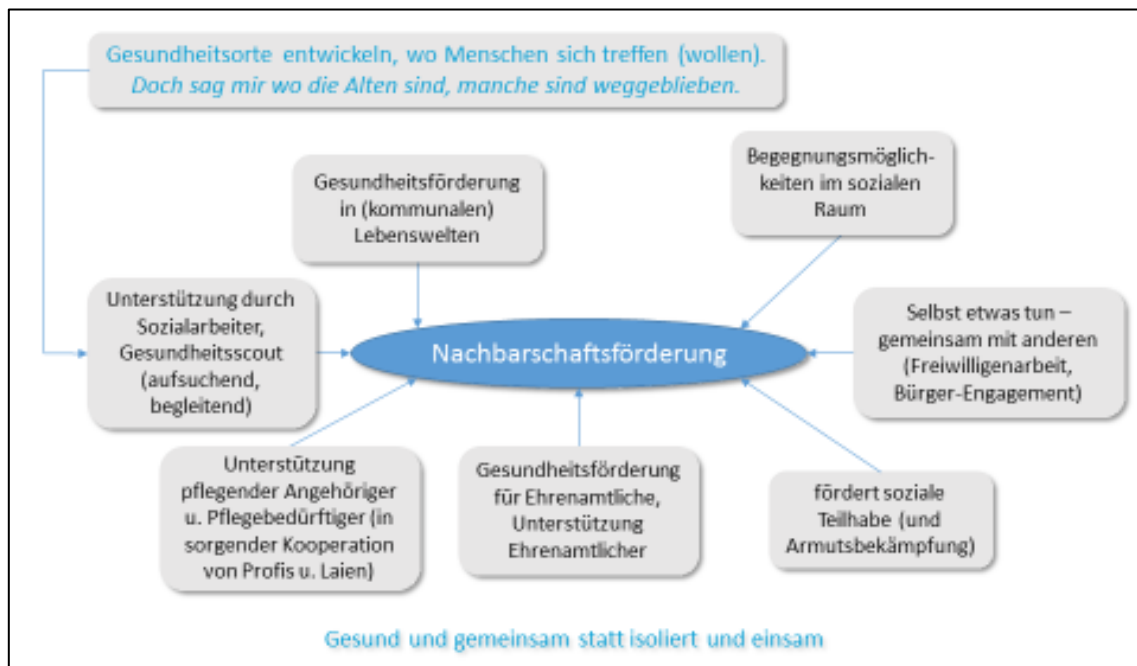 Gesundheitsorte entwickeln, wo Menschen sich treffen (wollen).
Doch sag mir wo die Alten sind, manche sind weggeblieben.
Gesundheitsförderung
in (kommunalen)
Lebenswelten
Begegnungsmöglich-
keiten im sozialen
Raum
Unterstützung durch
Sozialarbeiter,
Gesundheitsscout
(aufsuchend,
begleitend)
Nachbarschaftsförderung
Selbst etwas tun –
gemeinsam mit anderen
(Freiwilligenarbeit,
Bürger-Engagement)
Unterstützung
pflegender Angehöriger
u. Pflegebedürftiger (in
sorgender Kooperation
von Profis u. Laien)
Gesundheitsförderung
für Ehrenamtliche,
Unterstützung
Ehrenamtlicher
fördert soziale
Teilhabe (und
Armutsbekämpfung)
Gesund und gemeinsam statt isoliert und einsam